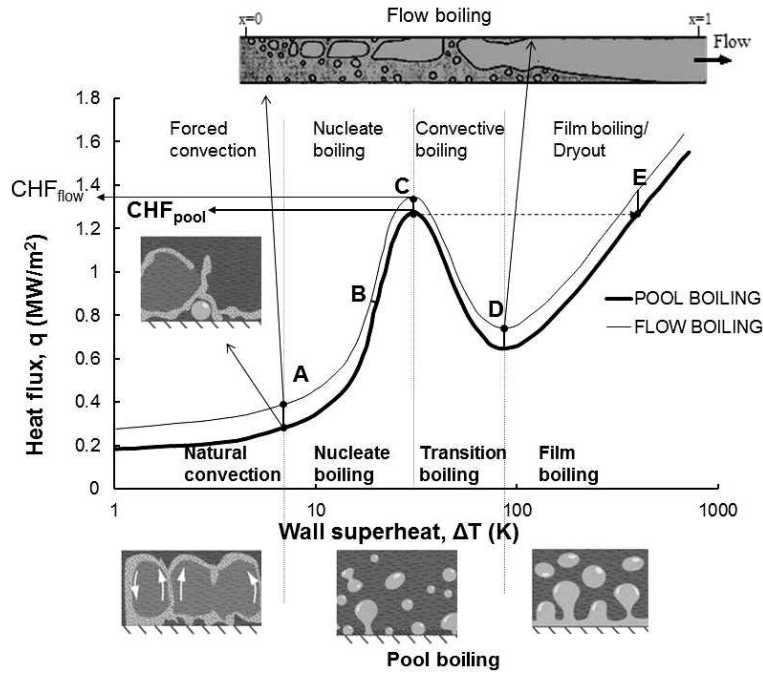 Flow boiling
x=0
x=1
Flow
1.8
1.6
1.4
1.2
1
0.8
0.6
0.4
0.2
0
Heat flux, q (MW/m²)
Forced convection
Nucleate boiling
Convective boiling
Film boiling/ Dryout
CHFflow
CHFpool
A
B
C
D
E
POOL BOILING
FLOW BOILING
Natural convection
Nucleate boiling
Transition boiling
Film boiling
1
10
100
1000
Wall superheat, ΔT (K)
Pool boiling